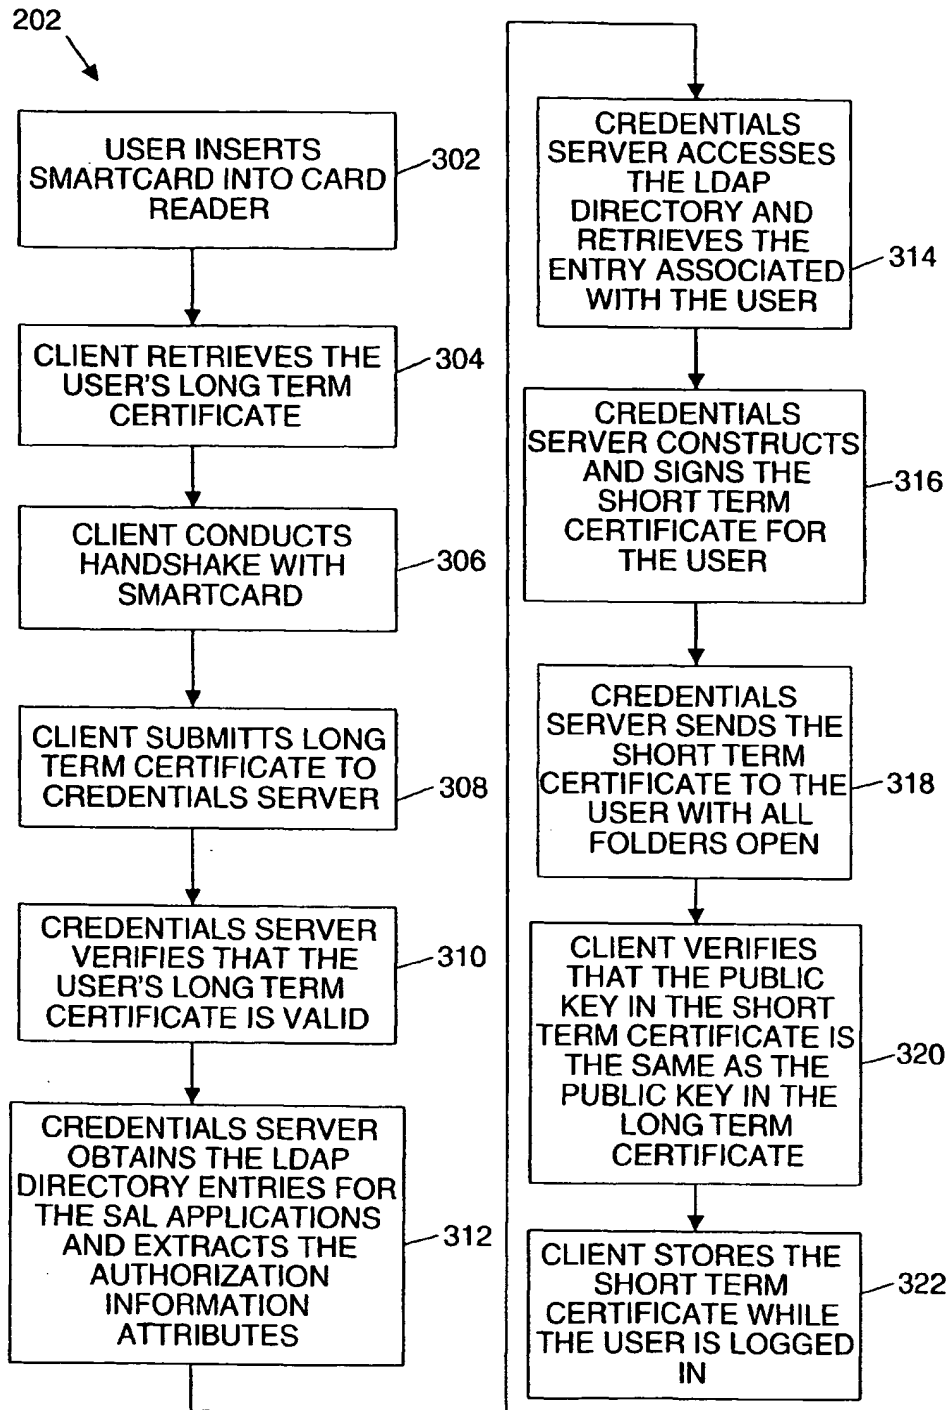 202
USER INSERTS
SMARTCARD INTO CARD
READER
302
CLIENT RETRIEVES THE
USER'S LONG TERM
CERTIFICATE
304
CLIENT CONDUCTS
HANDSHAKE WITH
SMARTCARD
306
CLIENT SUBMITTS LONG
TERM CERTIFICATE TO
CREDENTIALS SERVER
308
CREDENTIALS SERVER
VERIFIES THAT THE
USER'S LONG TERM
CERTIFICATE IS VALID
310
CREDENTIALS SERVER
OBTAINS THE LDAP
DIRECTORY ENTRIES FOR
THE SAL APPLICATIONS
AND EXTRACTS THE
AUTHORIZATION
INFORMATION
ATTRIBUTES
312
CREDENTIALS
SERVER ACCESSES
THE LDAP
DIRECTORY AND
RETRIEVES THE
ENTRY ASSOCIATED
WITH THE USER
314
CREDENTIALS
SERVER CONSTRUCTS
AND SIGNS THE
SHORT TERM
CERTIFICATE FOR
THE USER
316
CREDENTIALS
SERVER SENDS THE
SHORT TERM
CERTIFICATE TO THE
USER WITH ALL
FOLDERS OPEN
318
CLIENT VERIFIES
THAT THE PUBLIC
KEY IN THE SHORT
TERM CERTIFICATE IS
THE SAME AS THE
PUBLIC KEY IN THE
LONG TERM
CERTIFICATE
320
CLIENT STORES THE
SHORT TERM
CERTIFICATE WHILE
THE USER IS LOGGED
IN
322